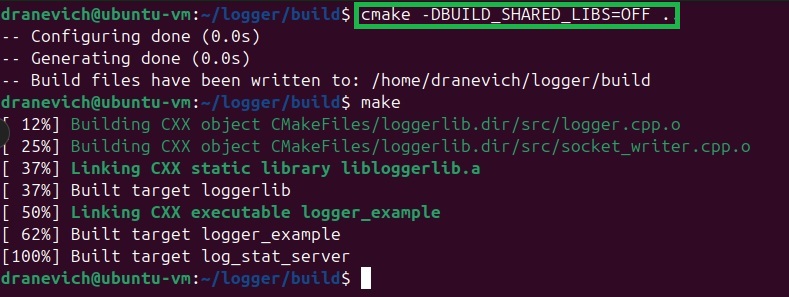 dranevich@ubuntu-vm:~/logger/build$ cmake -DBUILD_SHARED_LIBS=OFF .
-- Configuring done (0.0s)
-- Generating done (0.0s)
-- Build files have been written to: /home/dranevich/logger/build
dranevich@ubuntu-vm:~/logger/build$ make
[ 12%] Building CXX object CMakeFiles/loggerlib.dir/src/logger.cpp.o
[ 25%] Building CXX object CMakeFiles/loggerlib.dir/src/socket_writer.cpp.o
[ 37%] Linking CXX static library libloggerlib.a
[ 37%] Built target loggerlib
[ 50%] Linking CXX executable logger_example
[ 62%] Built target logger_example
[100%] Built target log_stat_server
dranevich@ubuntu-vm:~/logger/build$